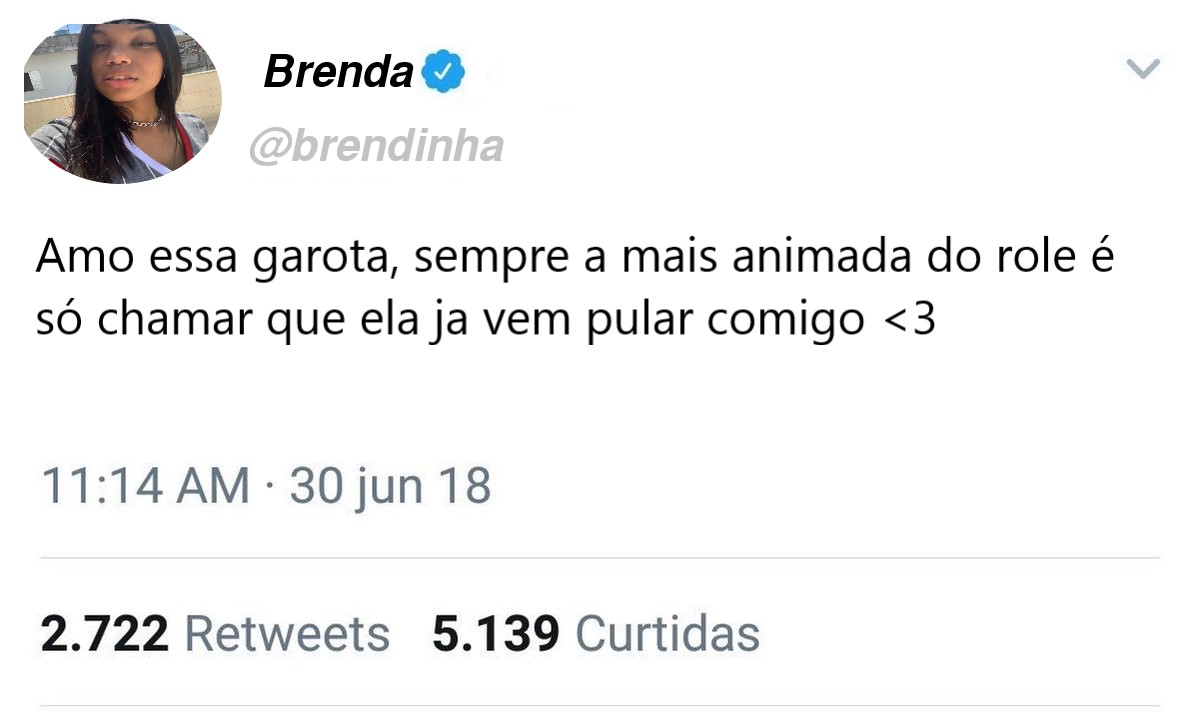 Brenda
@brendinha
Amo essa garota, sempre a mais animada do role é
só chamar que ela ja vem pular comigo <3
11:14 AM · 30 jun 18
2.722 Retweets 5.139 Curtidas